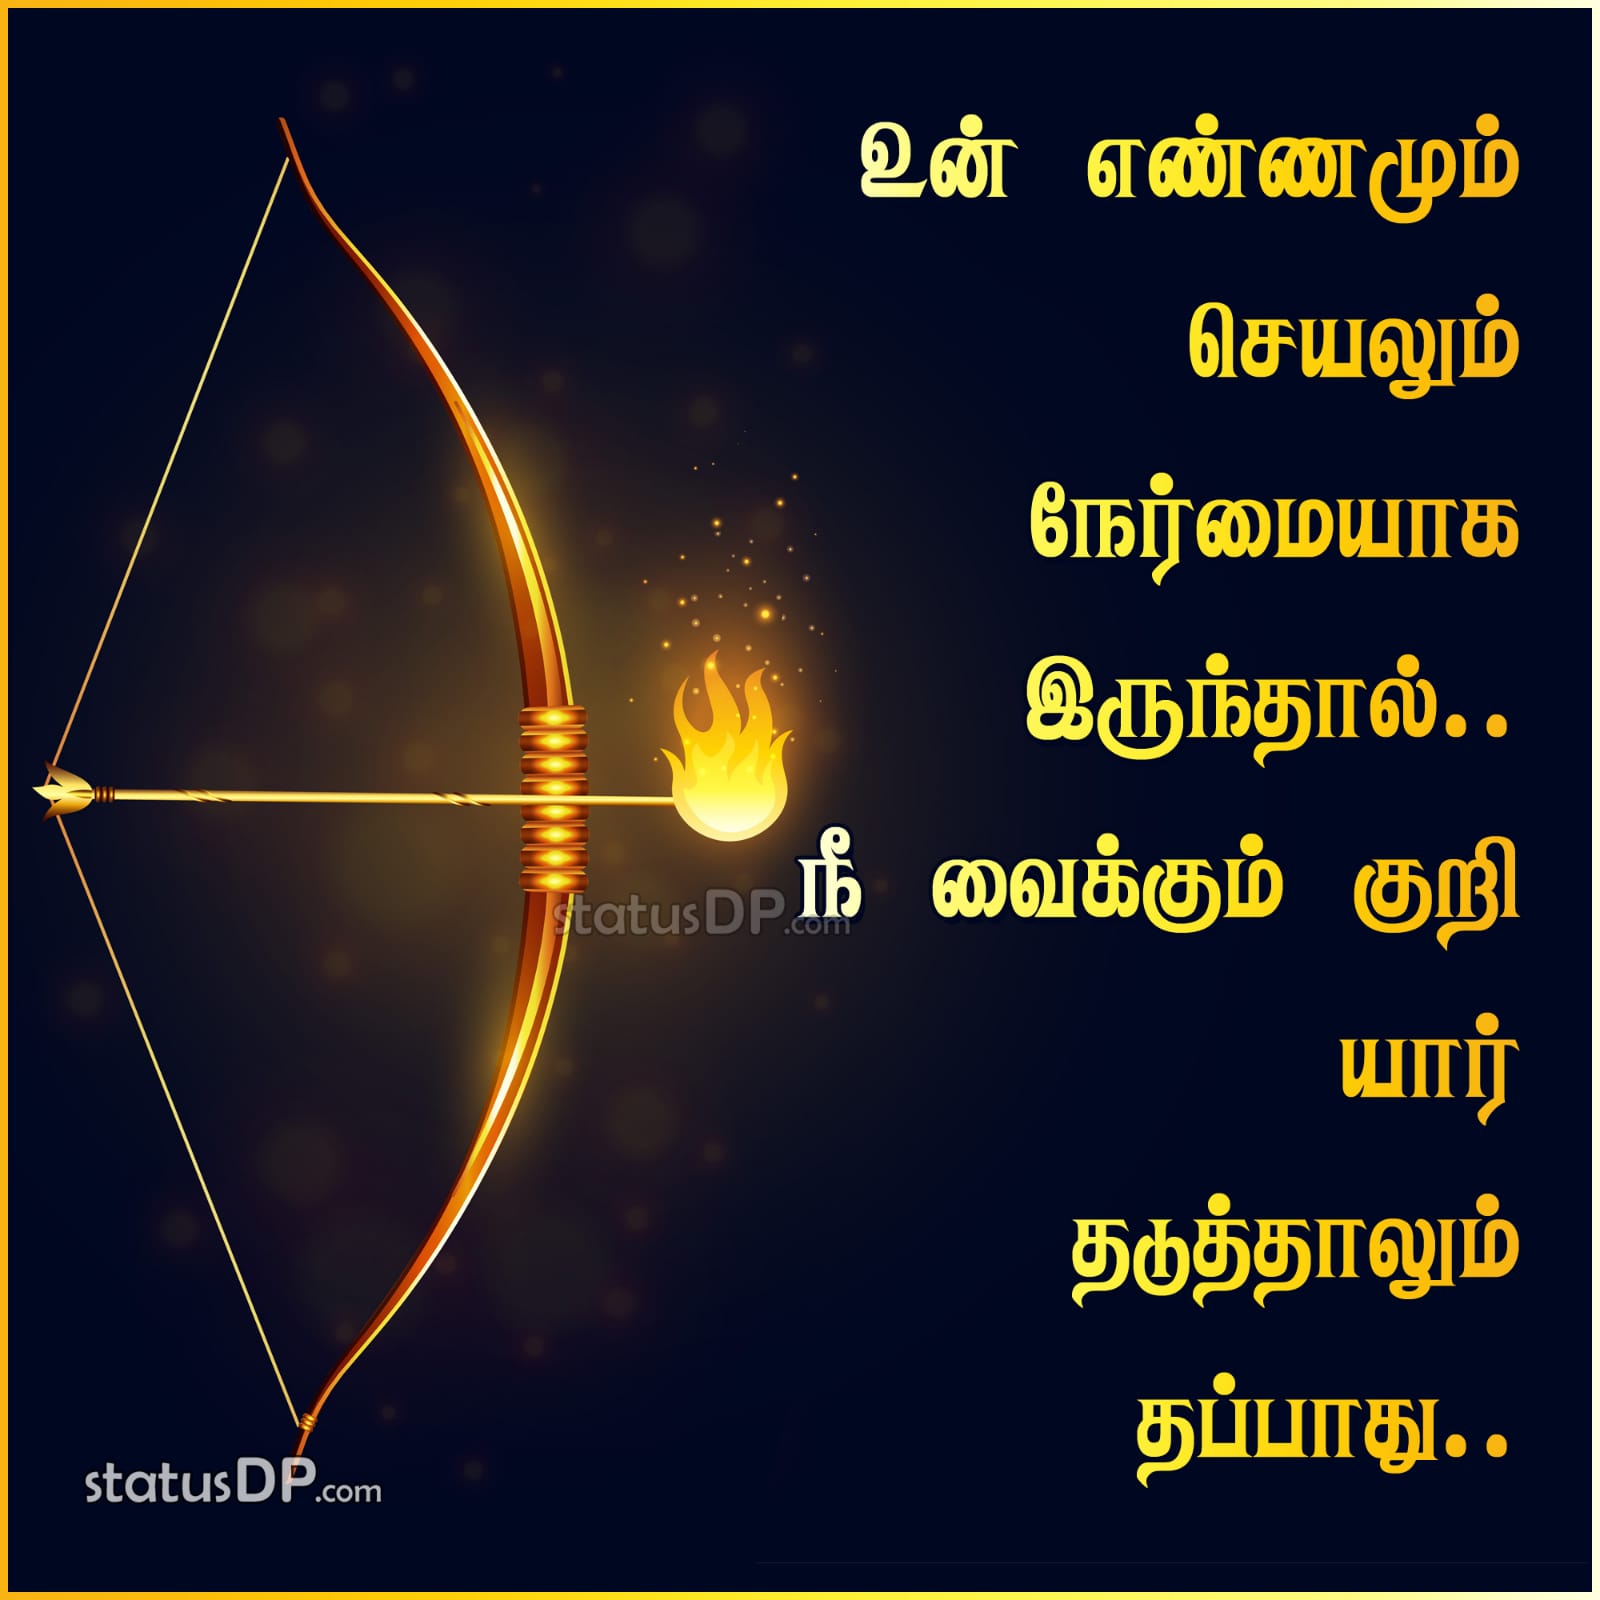 உன் எண்ணமும்
செயலும்
நேர்மையாக
இருந்தால்..
நீ வைக்கும் குறி
statusDP.com
யார்
தடுத்தாலும்
தப்பாது..
statusDP.com